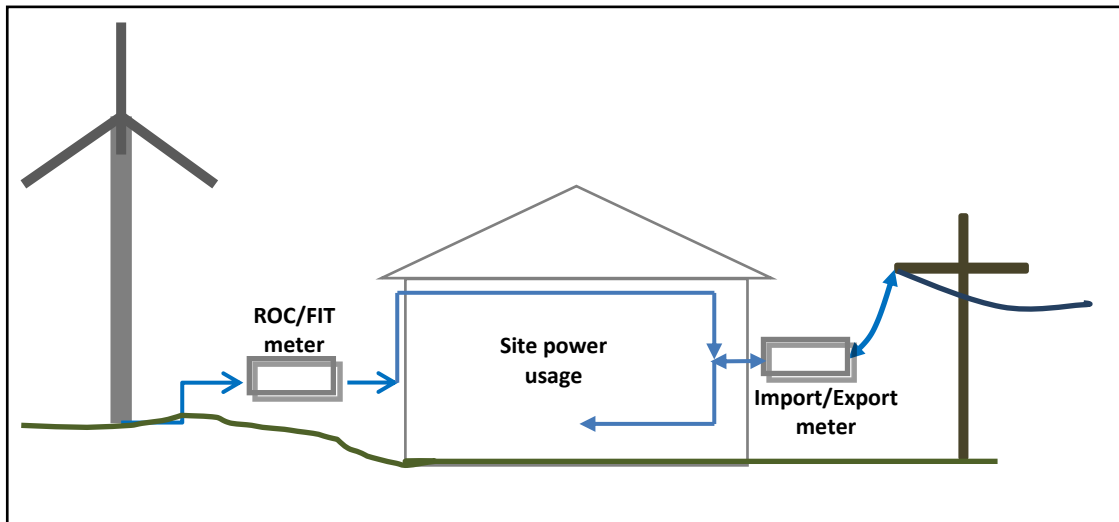 ROC/FIT
meter
Site power
usage
Import/Export
meter